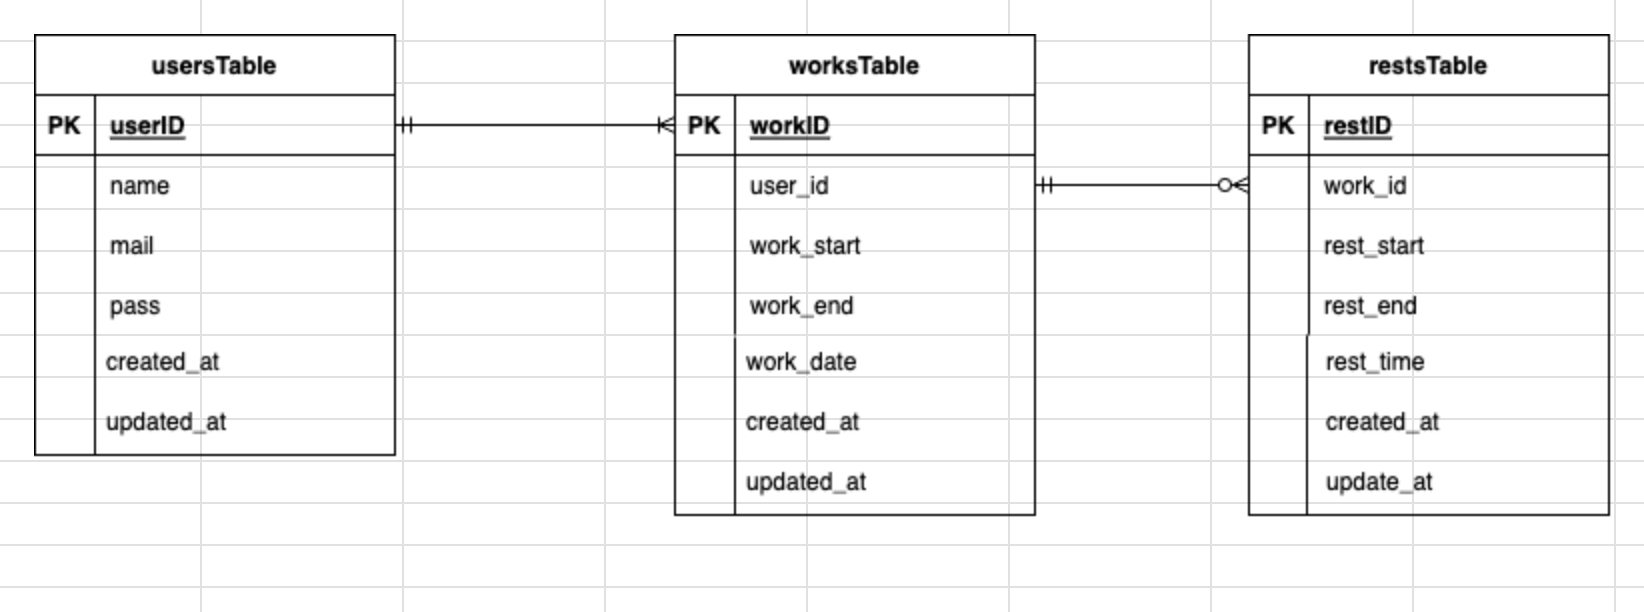 usersTable
PK userID
name
mail
pass
created_at
updated_at
worksTable
PK workID
user_id
work_start
work_end
work_date
created_at
updated_at
restsTable
PK restID
work_id
rest_start
rest_end
rest_time
created_at
update_at